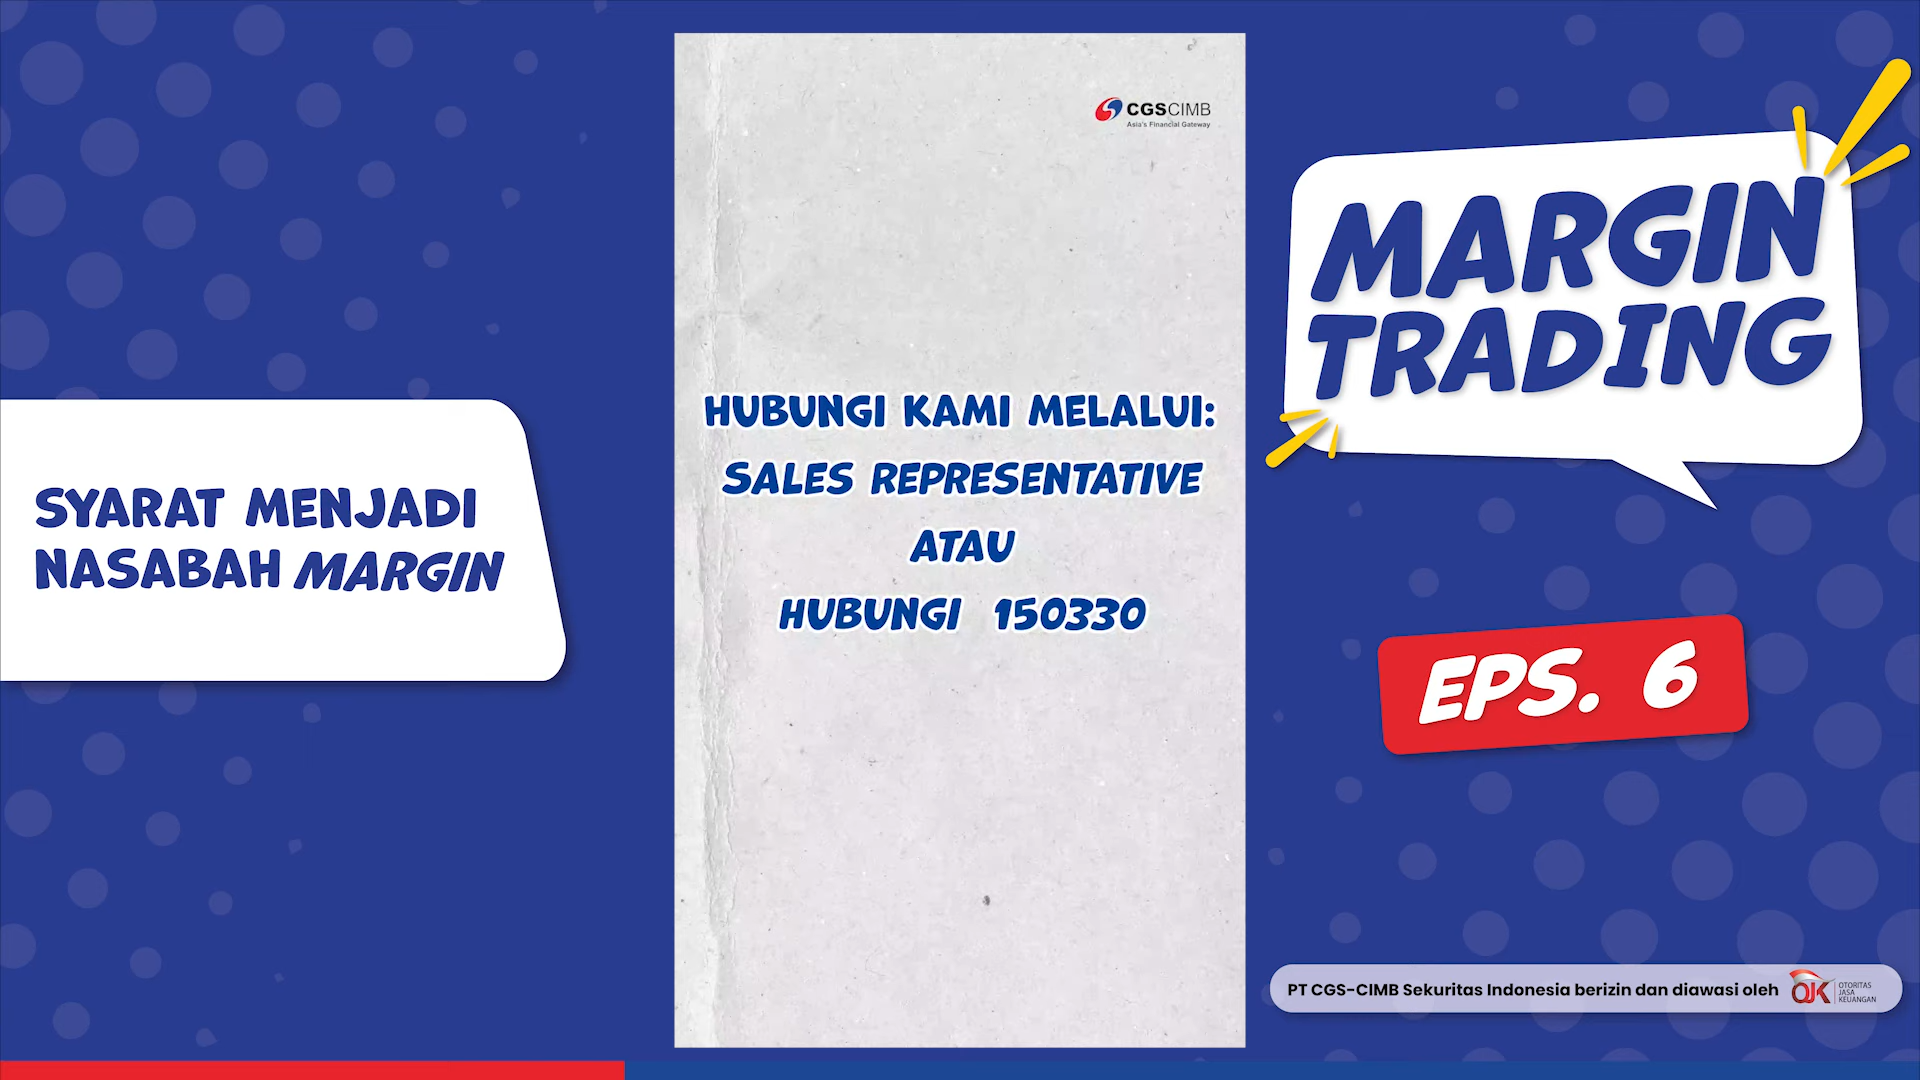 CGSCIMB
Asia's Financial Gateway
MARGIN
TRADING
HUBUNGI KAMI MELALUI:
SALES REPRESENTATIVE
ATAU
HUBUNGI 150330
SYARAT MENJADI
NASABAH MARGIN
EPS. 6
PT CGS-CIMB Sekuritas Indonesia berizin dan diawasi oleh
OJK
OTORITAS
JASA
KEUANGAN